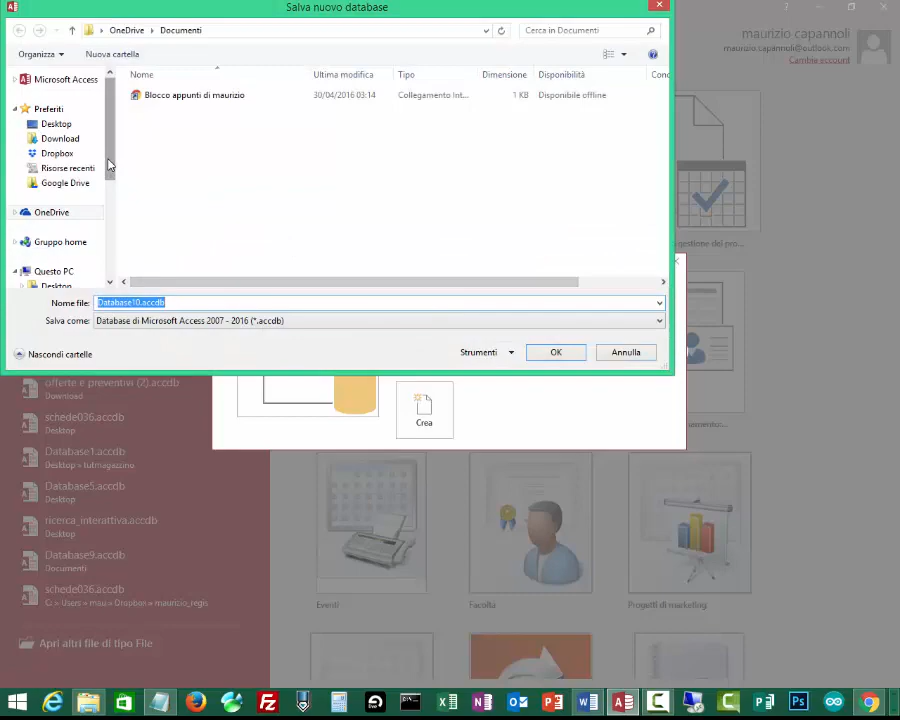 Salva nuovo database
OneDrive
Documenti
Cerca in Documenti
maurizio capannoli
maurizio.capannoli@outlook.com
Cambia account
Organizza
Nuova cartella
Nome
Ultima modifica
Tipo
Dimensione
Disponibilità
Microsoft Access
Blocco appunti di maurizio
30/04/2016 03:14
Collegamento Int...
1 KB
Disponibile offline
Preferiti
Desktop
Download
Dropbox
Risorse recenti
Google Drive
OneDrive
Gruppo home
Questo PC
Desktop
gestione dei pro...
Nome file:
Database10.accdb
Salva come:
Database di Microsoft Access 2007 - 2016 (*.accdb)
Nascondi cartelle
Strumenti
OK
Annulla
offerte e preventivi (2).accdb
Download
schede036.accdb
Desktop
Crea
Database1.accdb
Desktop » tutmagazzino
Database5.accdb
Desktop
ricerca_interattiva.accdb
Desktop
Database9.accdb
Documenti
schede036.accdb
C: » Users » mau » Dropbox » maurizio_regis
Eventi
Facoltà
Progetti di marketing
Apri altri file di tipo File